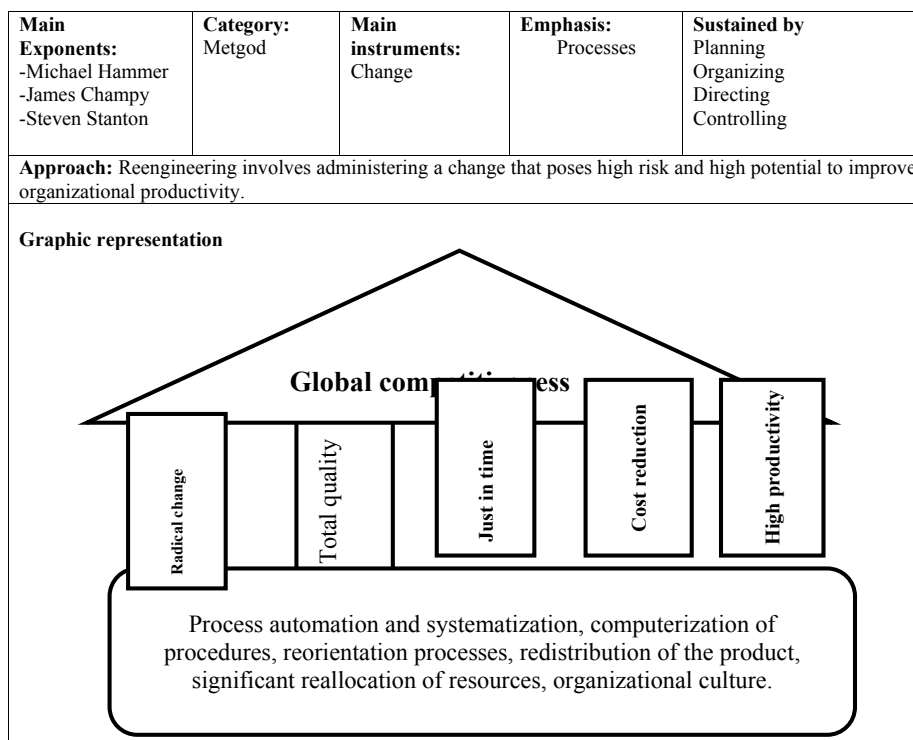 Main
Exponents:
-Michael Hammer
-James Champy
-Steven Stanton
Category:
Metgod
Main
instruments:
Change
Emphasis:
Processes
Sustained by
Planning
Organizing
Directing
Controlling
Approach: Reengineering involves administering a change that poses high risk and high potential to improve
organizational productivity.
Graphic representation
Global
Radical change
Total quality
Just in time
Cost reduction
High productivity
Process automation and systematization, computerization of
procedures, reorientation processes, redistribution of the product,
significant reallocation of resources, organizational culture.